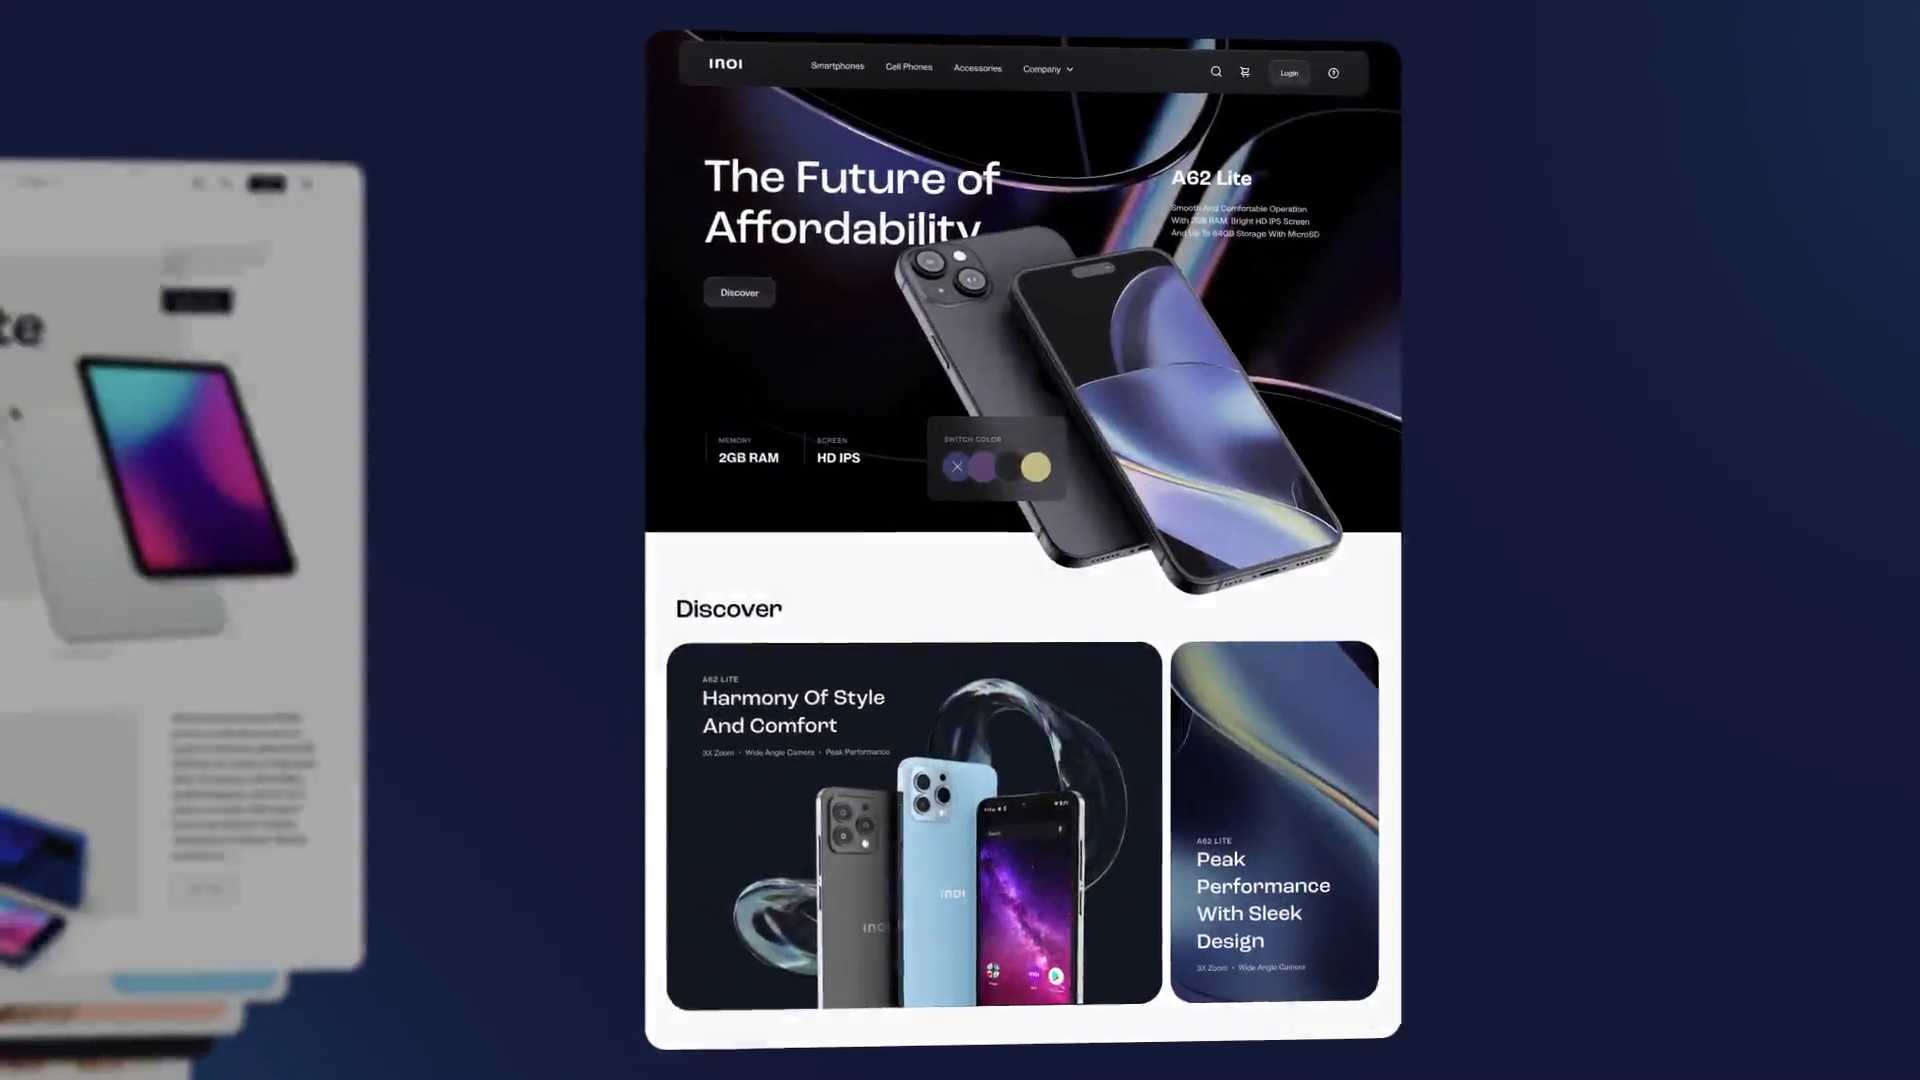 INOI
Smartphones
Cell Phones
Accessories
Company
Login
The Future of
Affordability
A62 Lite
Smooth And Comfortable Operation
With 2GB RAM, Bright HD IPS Screen
And Up To 64GB Storage With MicroSD
Discover
MEMORY
2GB RAM
SCREEN
HD IPS
SWITCH COLOR
Discover
A62 LITE
Harmony Of Style
And Comfort
3X Zoom • Wide Angle Camera • Peak Performance
INOI
INOI
A62 LITE
Peak
Performance
With Sleek
Design
3X Zoom • Wide Angle Camera